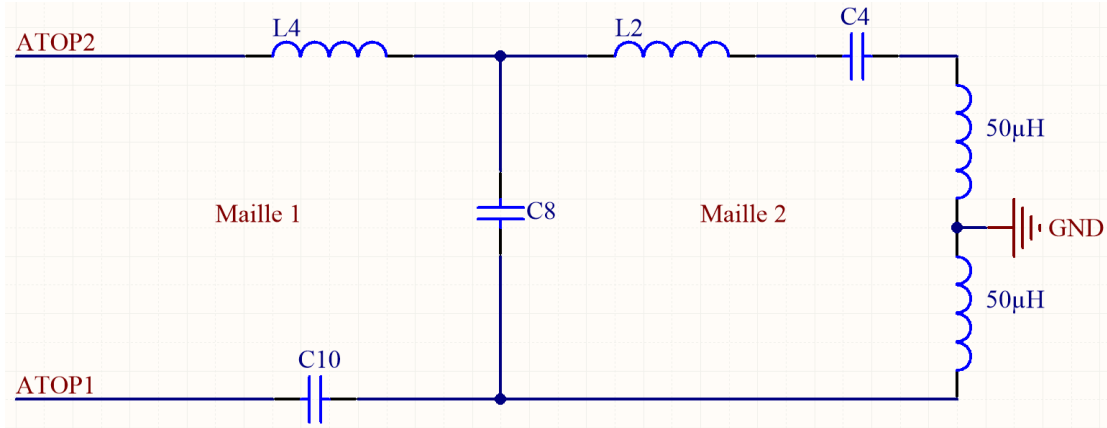 C4
L4
L2
ATOP2
50µH
Maille 1
C8
Maille 2
GND
50µH
C10
ATOP1